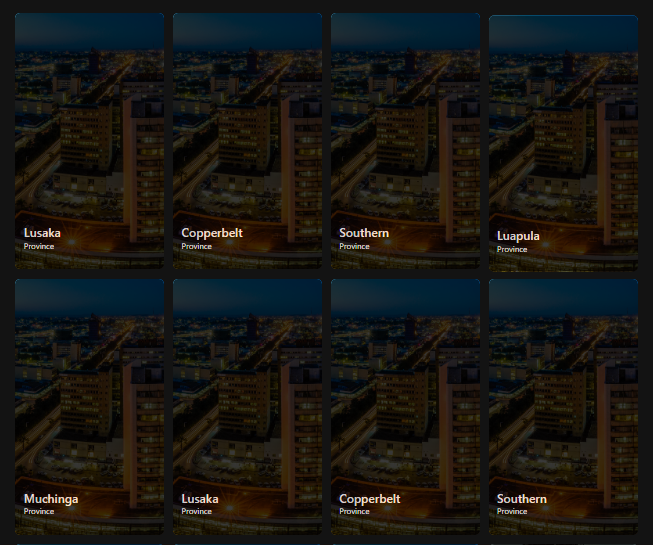 Lusaka
Province
Copperbelt
Province
Southern
Province
Luapula
Province
Muchinga
Province
Lusaka
Province
Copperbelt
Province
Southern
Province